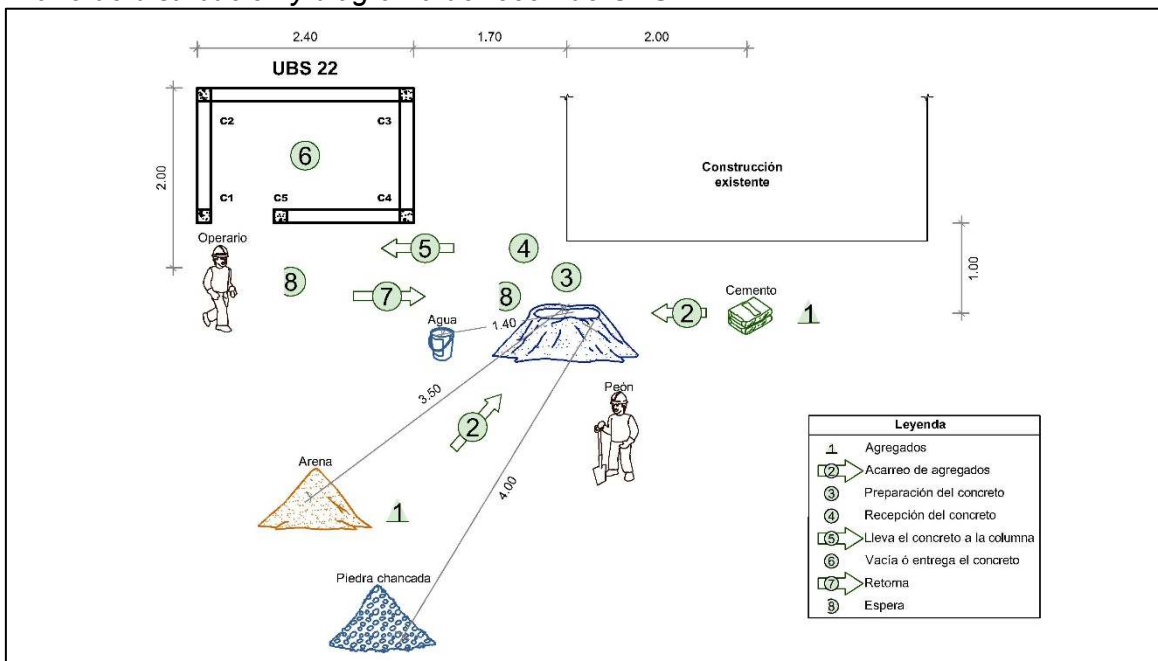 2.40
1.70
2.00
UBS 22
C2
C3
6
2.00
Construcción
existente
C1
C5
C4
Operario
5
4
8
3
1.00
7
8
Cemento
2
1
Agua
1.40
Peón
3.50
2
Arena
4.00
1
Piedra chancada
Leyenda
1 Agregados
2 Acarreo de agregados
3 Preparación del concreto
4 Recepción del concreto
5 Lleva el concreto a la columna
6 Vacía ó entrega el concreto
7 Retorna
8 Espera